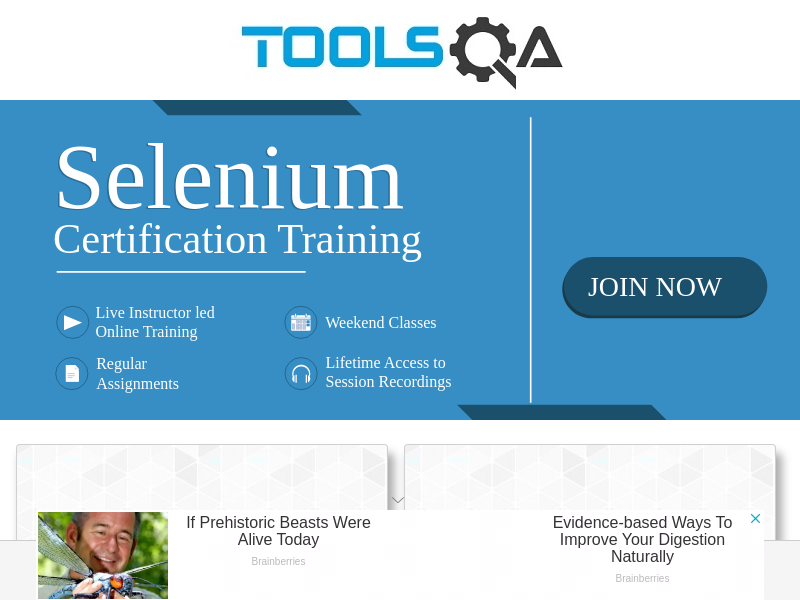 TOOLSQA
Selenium
Certification Training
Live Instructor led
Online Training
Weekend Classes
Regular
Assignments
Lifetime Access to
Session Recordings
JOIN NOW
If Prehistoric Beasts Were
Alive Today
Brainberries
Evidence-based Ways To
Improve Your Digestion
Naturally
Brainberries